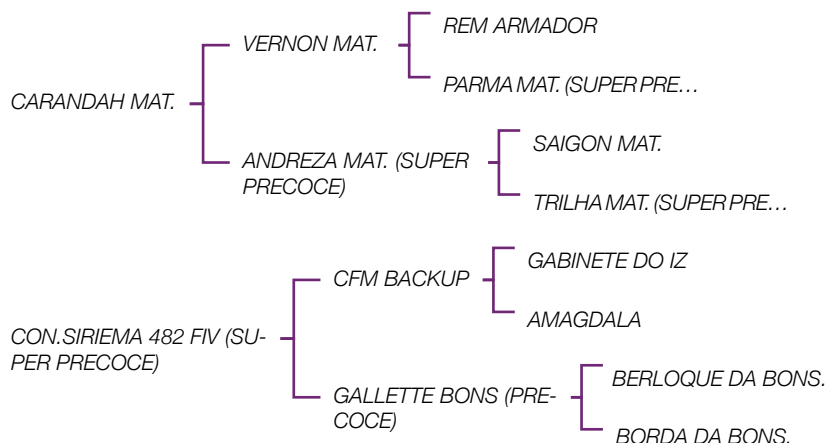 REM ARMADOR
VERNON MAT.
PARMA MAT. (SUPER PRE…
CARANDAH MAT.
SAIGON MAT.
ANDREZA MAT. (SUPER
PRECOCE)
TRILHA MAT. (SUPER PRE…
GABINETE DO IZ
CFM BACKUP
AMAGDALA
CON.SIRIEMA 482 FIV (SU-
PER PRECOCE)
BERLOQUE DA BONS.
GALLETTE BONS (PRE-
COCE)
BORDA DA BONS.